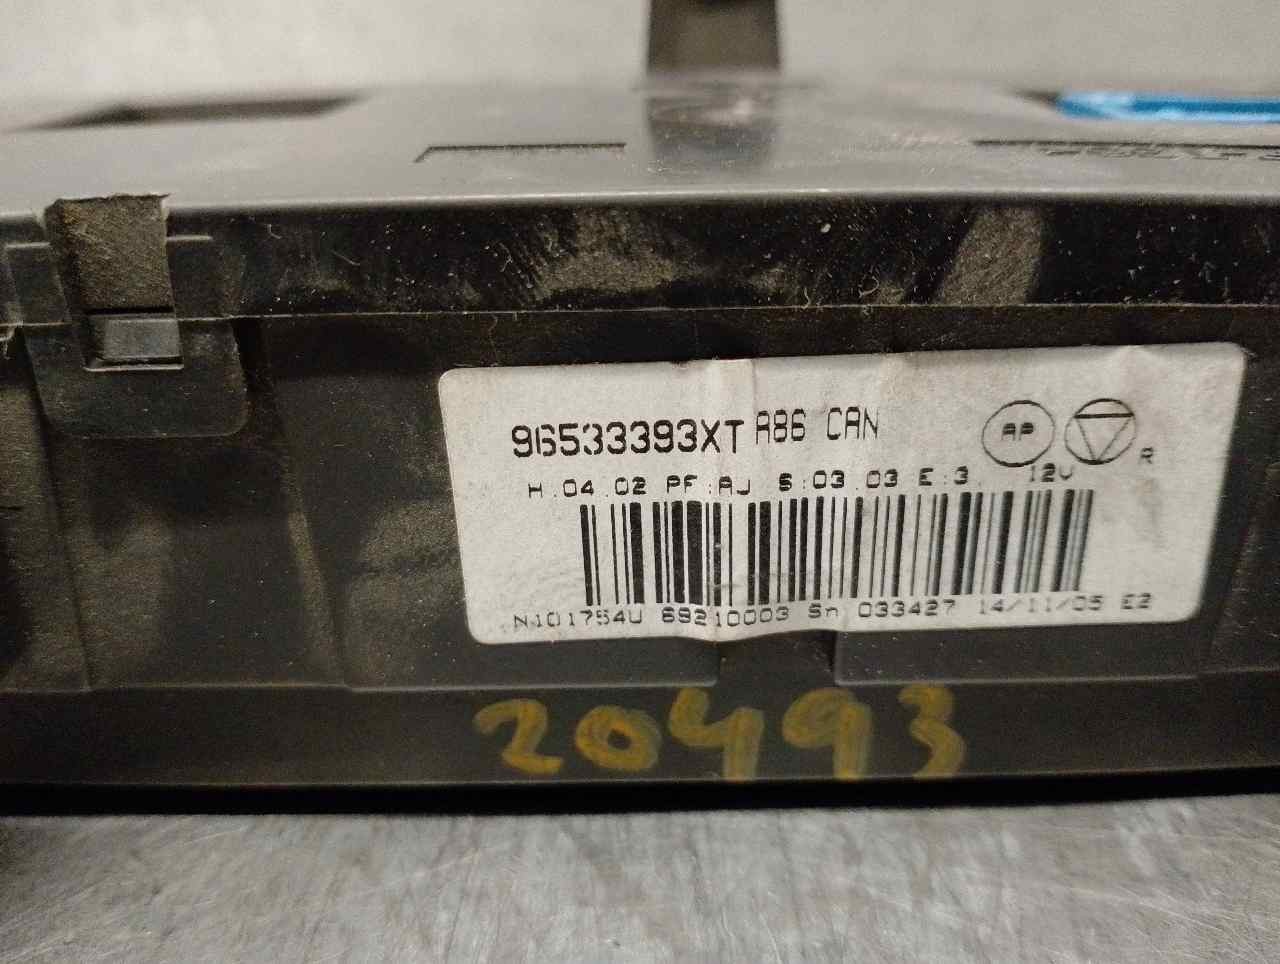 96533393XT A86 CAN
AP
R
H.04.02 PF:AJ S:03.03 E:3. 12V
N101754U 69210003 Sn 033427 14/11/05 E2
20493